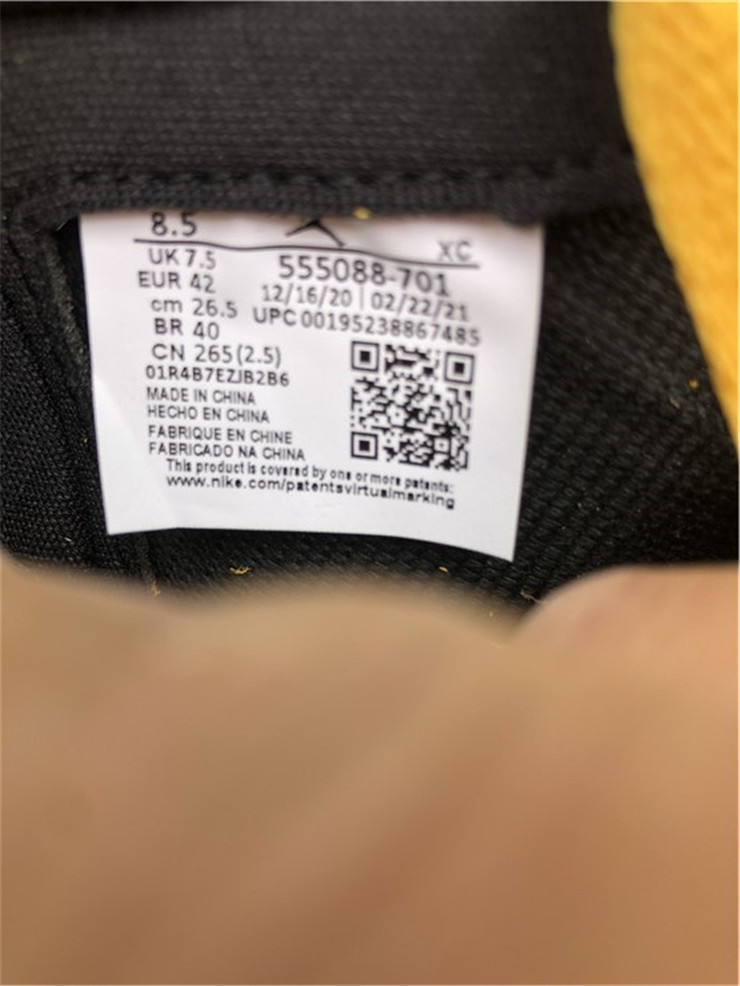 8.5
XC
UK 7.5
555088-701
EUR 42
12/16/20 | 02/22/21
cm 26.5
UPC 00195238867485
BR 40
CN 265(2.5)
01R4B7EZJB2B6
MADE IN CHINA
HECHO EN CHINA
FABRIQUE EN CHINE
FABRICADO NA CHINA
This product is covered by one or more patents:
www.nike.com/patentsvirtualmarking